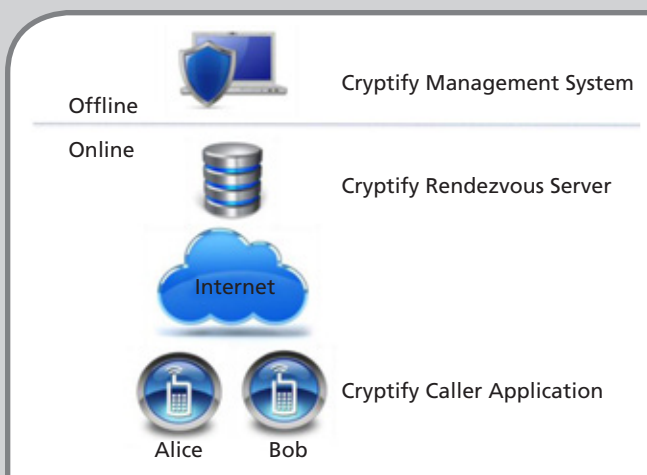 Cryptify Management System
Offline
Online
Cryptify Rendezvous Server
Internet
Cryptify Caller Application
Alice Bob